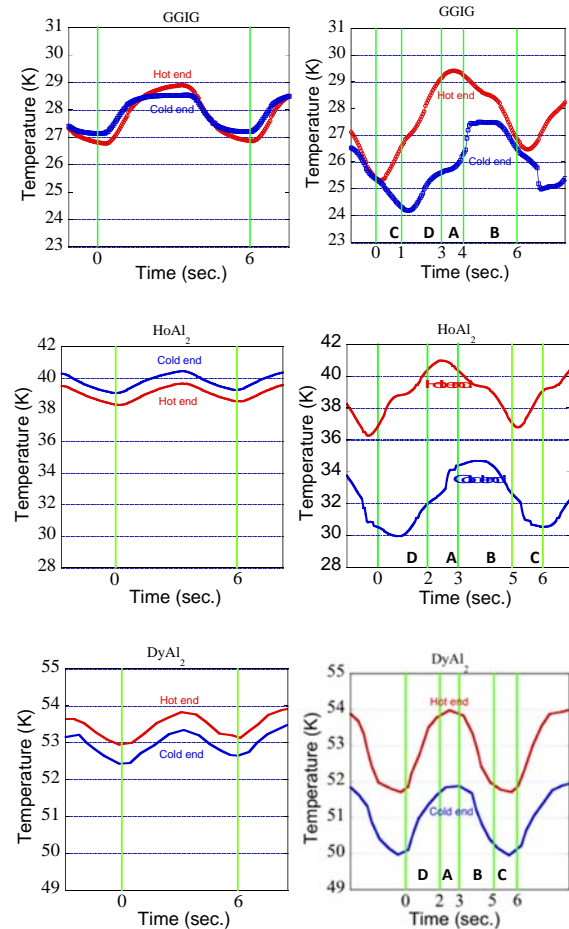 GGIG
31
30
29
28
27
26
25
24
23
Temperature (K)
Hot end
Cold end
0 6
Time (sec.)
GGIG
31
30
29
28
27
26
25
24
23
Temperature (K)
Hot end
Cold end
C D A B
0 1 3 4 6
Time (sec.)
HoAl2
42
40
38
36
34
32
30
28
Temperature (K)
Cold end
Hot end
0 6
Time (sec.)
HoAl2
42
40
38
36
34
32
30
28
Temperature (K)
D A B C
0 2 3 5 6
Time (sec.)
DyAl2
55
54
53
52
51
50
49
Temperature (K)
Hot end
Cold end
0 6
Time (sec.)
DyAl2
55
54
53
52
51
50
49
Temperature (K)
Hot end
Cold end
D A B C
0 2 3 5 6
Time (sec.)